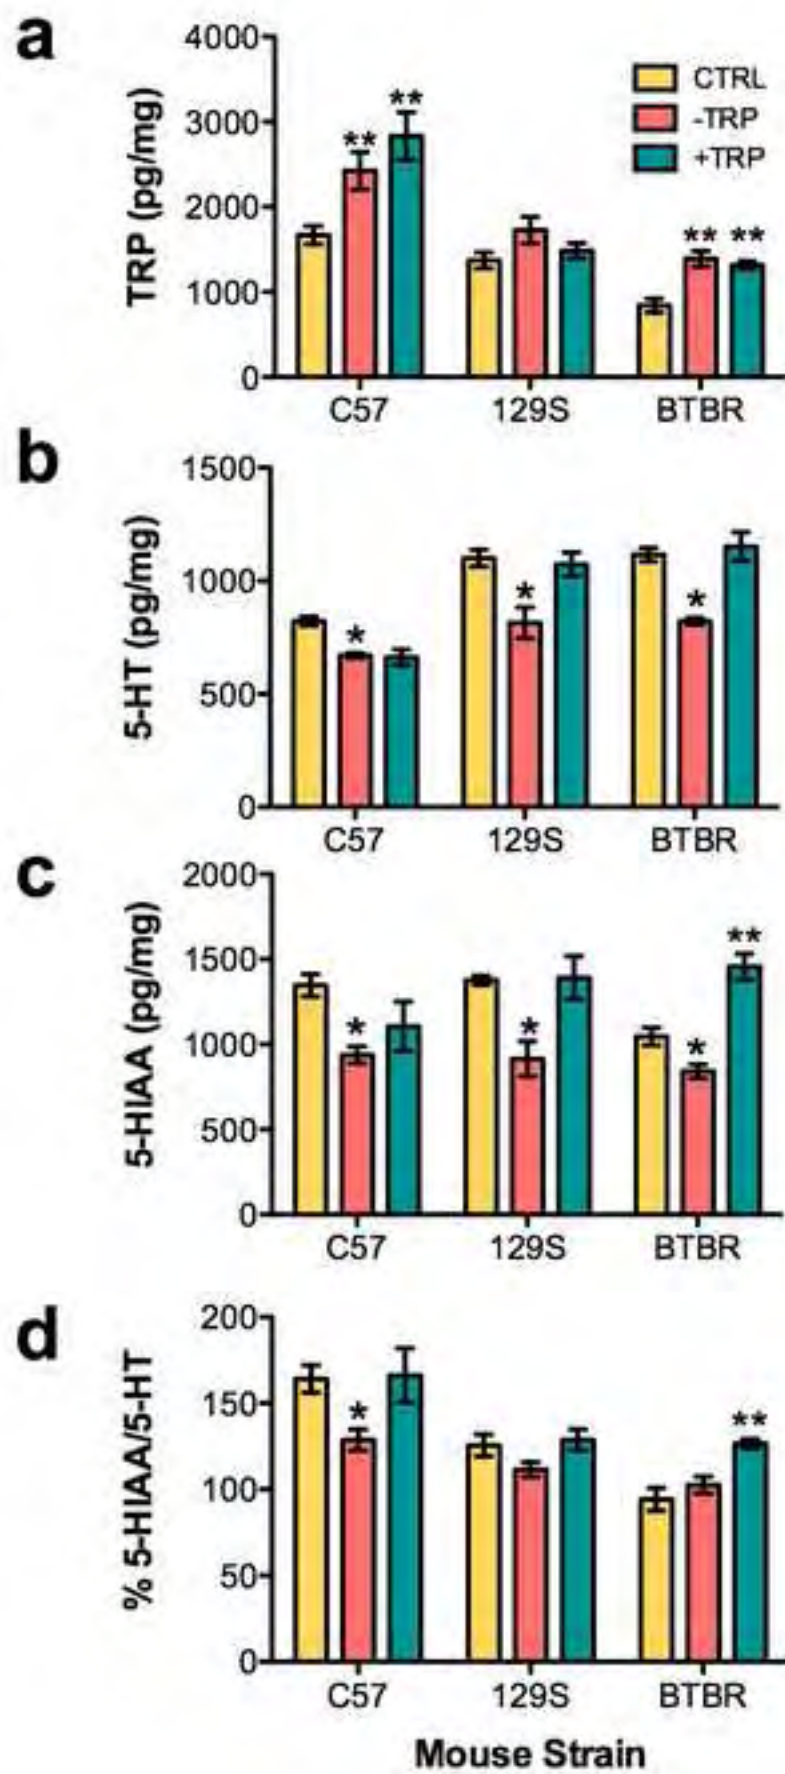 a
TRP (pg/mg)
4000
3000
2000
1000
0
CTRL
-TRP
+TRP
**
**
** **
C57 129S BTBR
b
5-HT (pg/mg)
1500
1000
500
0
*
*
*
C57 129S BTBR
c
5-HIAA (pg/mg)
2000
1500
1000
500
0
*
*
*
**
C57 129S BTBR
d
% 5-HIAA/5-HT
200
150
100
50
0
*
**
C57 129S BTBR
Mouse Strain